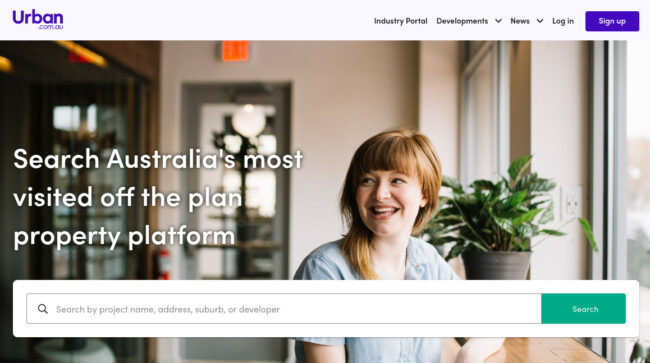 Urban
.com.au
Industry Portal Developments News Log in Sign up
Search Australia's most
visited off the plan
property platform
Search by project name, address, suburb, or developer
Search